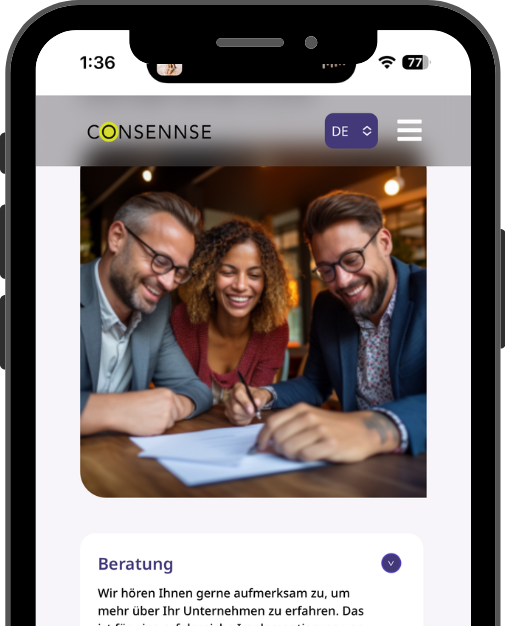 1:36
77
CONSENNSE
DE
Beratung
Wir hören Ihnen gerne aufmerksam zu, um
mehr über Ihr Unternehmen zu erfahren. Das